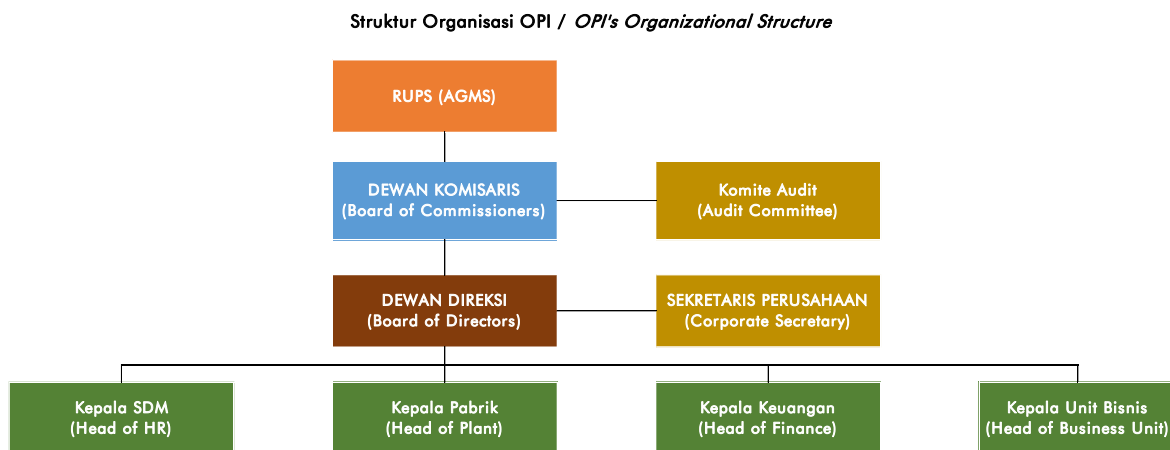 Struktur Organisasi OPI / OPI's Organizational Structure
RUPS (AGMS)
DEWAN KOMISARIS
(Board of Commissioners)
Komite Audit
(Audit Committee)
DEWAN DIREKSI
(Board of Directors)
SEKRETARIS PERUSAHAAN
(Corporate Secretary)
Kepala SDM
(Head of HR)
Kepala Pabrik
(Head of Plant)
Kepala Keuangan
(Head of Finance)
Kepala Unit Bisnis
(Head of Business Unit)